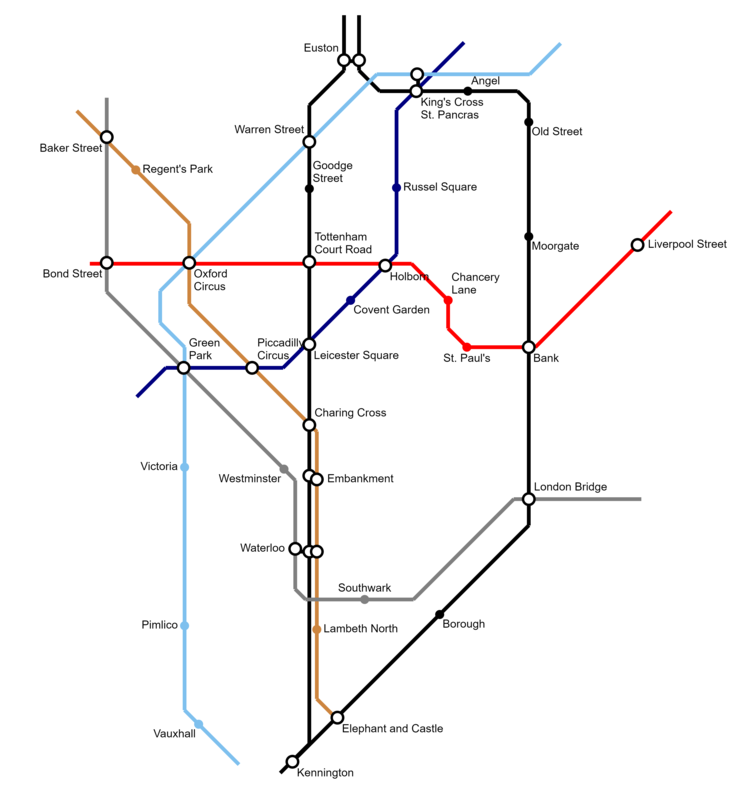 Euston
Angel
King's Cross
St. Pancras
Warren Street
Old Street
Baker Street
Regent's Park
Goodge
Street
Russel Square
Tottenham
Court Road
Moorgate
Liverpool Street
Bond Street
Oxford
Circus
Holborn
Chancery
Lane
Covent Garden
Green
Park
Piccadilly
Circus
Leicester Square
St. Paul's
Bank
Charing Cross
Victoria
Westminster
Embankment
London Bridge
Waterloo
Southwark
Pimlico
Lambeth North
Borough
Vauxhall
Elephant and Castle
Kennington